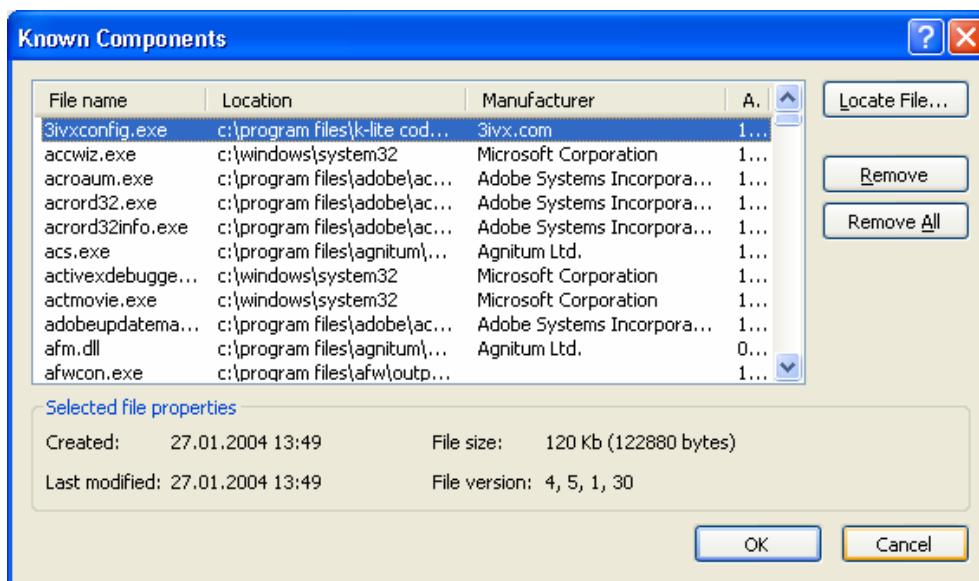 Known Components
File name Location Manufacturer A.
3ivxconfig.exe c:\program files\k-lite cod... 3ivx.com 1...
accwiz.exe c:\windows\system32 Microsoft Corporation 1...
acroaum.exe c:\program files\adobe\ac... Adobe Systems Incorpora... 1...
acrord32.exe c:\program files\adobe\ac... Adobe Systems Incorpora... 1...
acrord32info.exe c:\program files\adobe\ac... Adobe Systems Incorpora... 1...
acs.exe c:\program files\agnitum\... Agnitum Ltd. 1...
activexdebugge... c:\windows\system32 Microsoft Corporation 1...
actmovie.exe c:\windows\system32 Microsoft Corporation 1...
adobeupdatema... c:\program files\adobe\ac... Adobe Systems Incorpora... 1...
afm.dll c:\program files\agnitum\... Agnitum Ltd. 0...
afwcon.exe c:\program files\afw\outp... 1...
Locate File...
Remove
Remove All
Selected file properties
Created: 27.01.2004 13:49 File size: 120 Kb (122880 bytes)
Last modified: 27.01.2004 13:49 File version: 4, 5, 1, 30
OK Cancel